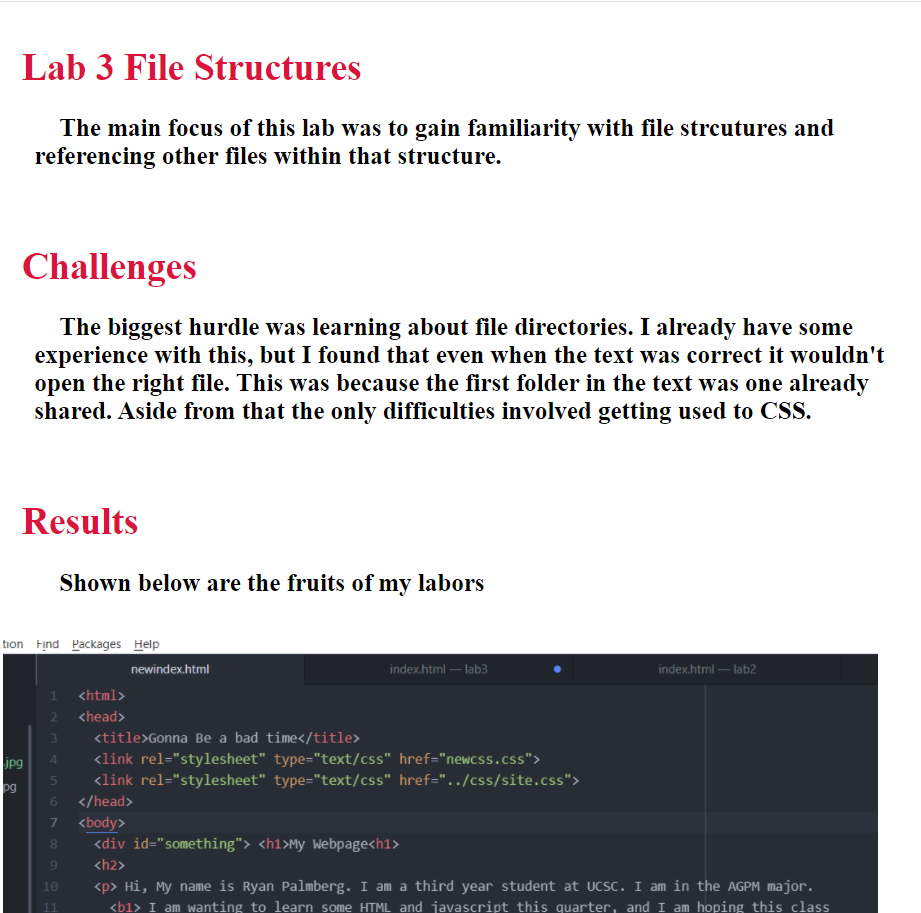 Lab 3 File Structures
The main focus of this lab was to gain familiarity with file strcutures and
referencing other files within that structure.
Challenges
The biggest hurdle was learning about file directories. I already have some
experience with this, but I found that even when the text was correct it wouldn't
open the right file. This was because the first folder in the text was one already
shared. Aside from that the only difficulties involved getting used to CSS.
Results
Shown below are the fruits of my labors
tion Find Packages Help
newindex.html index.html — lab3 index.html — lab2
1 <html>
2 <head>
3 <title>Gonna Be a bad time</title>
.jpg 4 <link rel="stylesheet" type="text/css" href="newcss.css">
pg 5 <link rel="stylesheet" type="text/css" href="../css/site.css">
6 </head>
7 <body>
8 <div id="something"> <h1>My Webpage<h1>
9 <h2>
10 <p> Hi, My name is Ryan Palmberg. I am a third year student at UCSC. I am in the AGPM major.
11 <b1> I am wanting to learn some HTML and javascript this quarter, and I am hoping this class